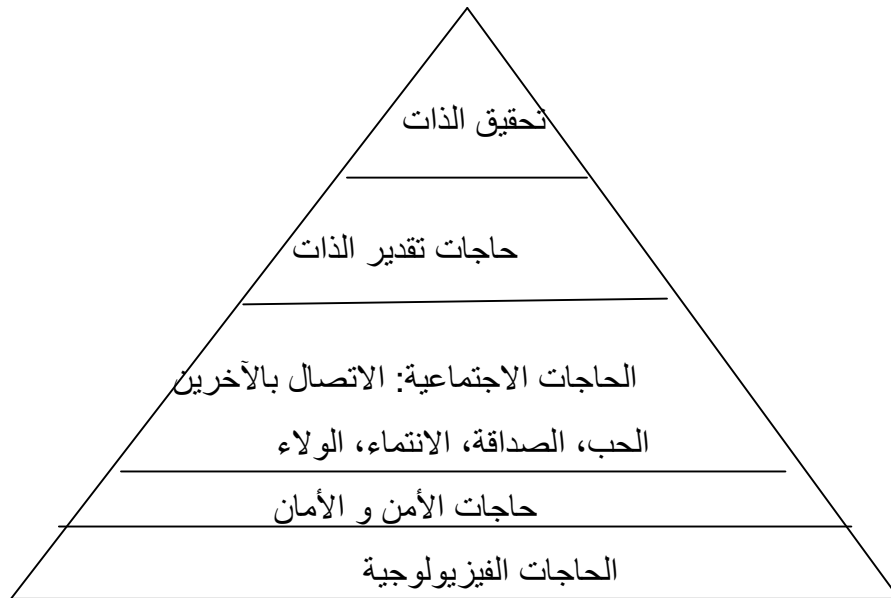 تحقيق الذات
حاجات تقدير الذات
الحاجات الاجتماعية: الاتصال بالآخرين
الحب، الصداقة، الانتماء، الولاء
حاجات الأمن و الأمان
الحاجات الفيزيولوجية